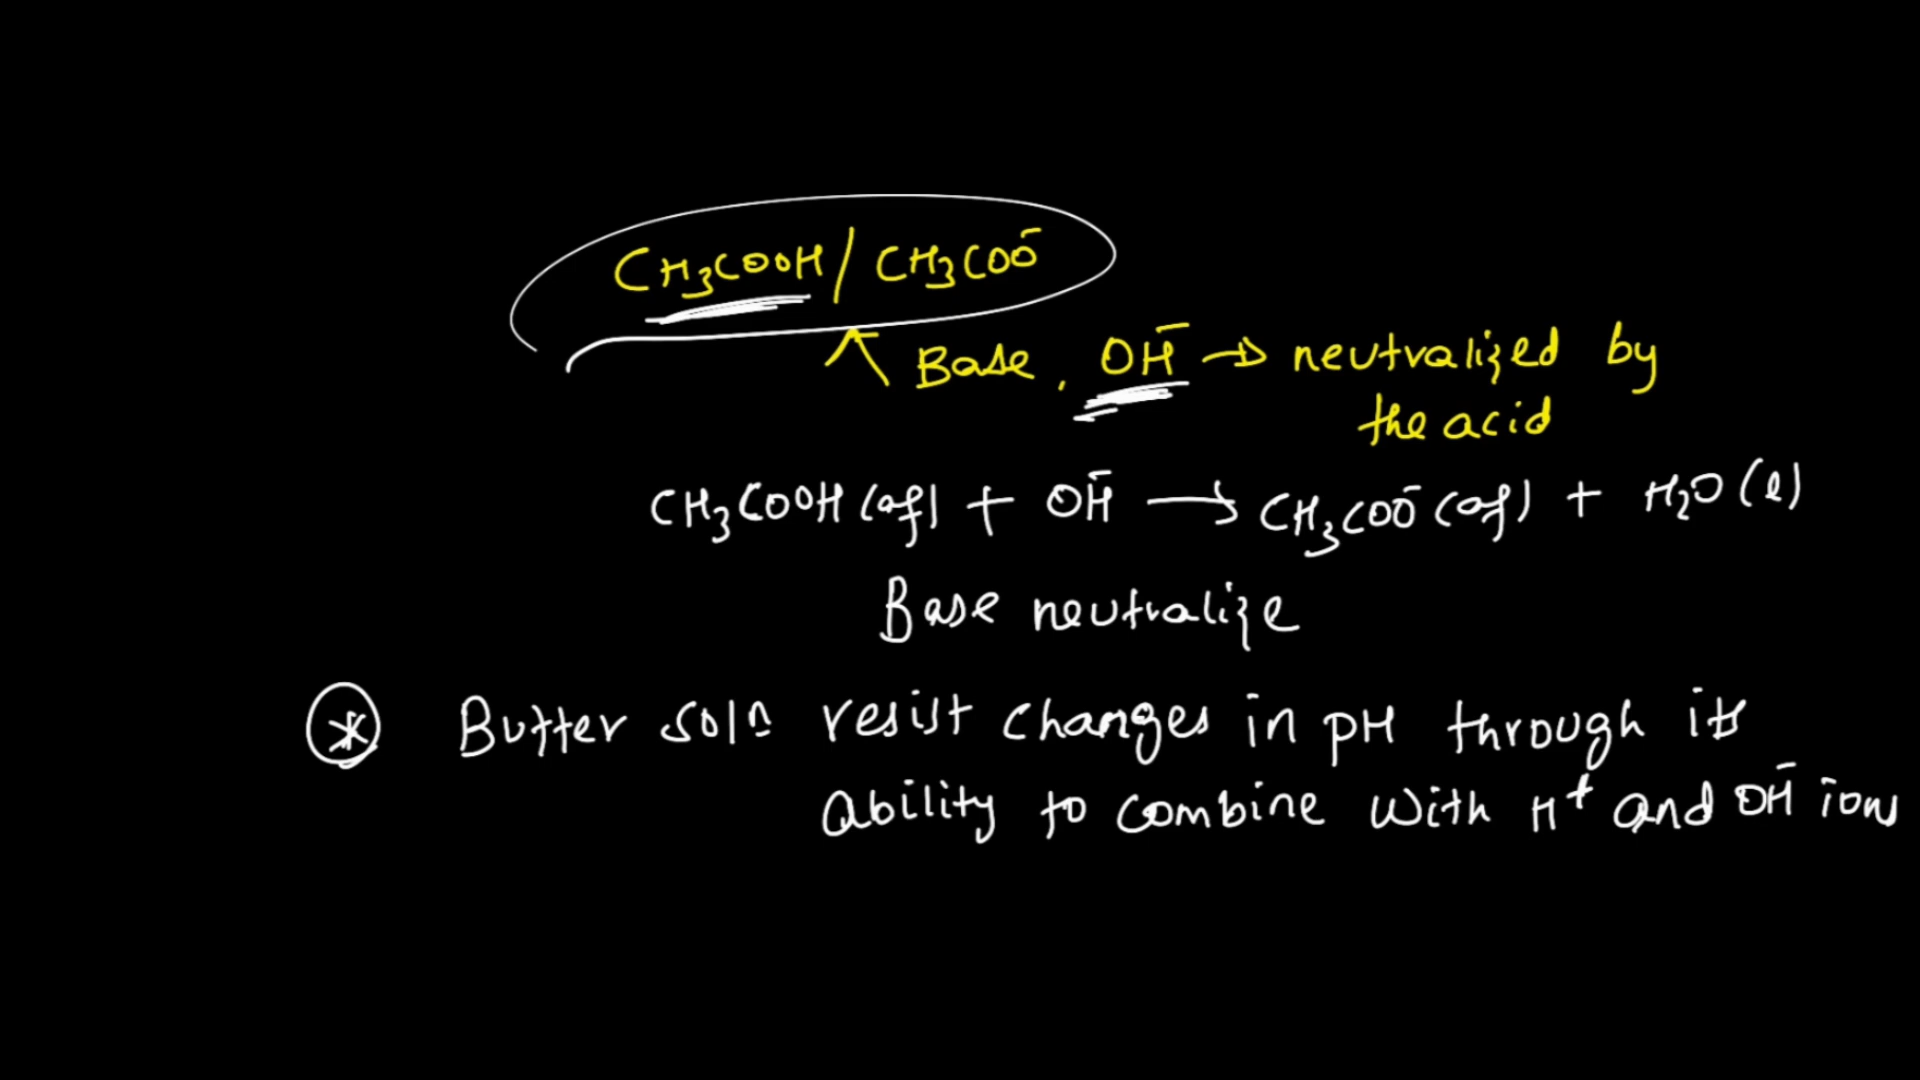 CH₃COOH / CH₃COO⁻
Base, OH⁻ → neutralized by
the acid
CH₃COOH (aq) + OH⁻ → CH₃COO⁻ (aq) + H₂O (l)
Base neutralize
* Buffer soln resist changes in pH through its
ability to combine with H⁺ and OH⁻ ions